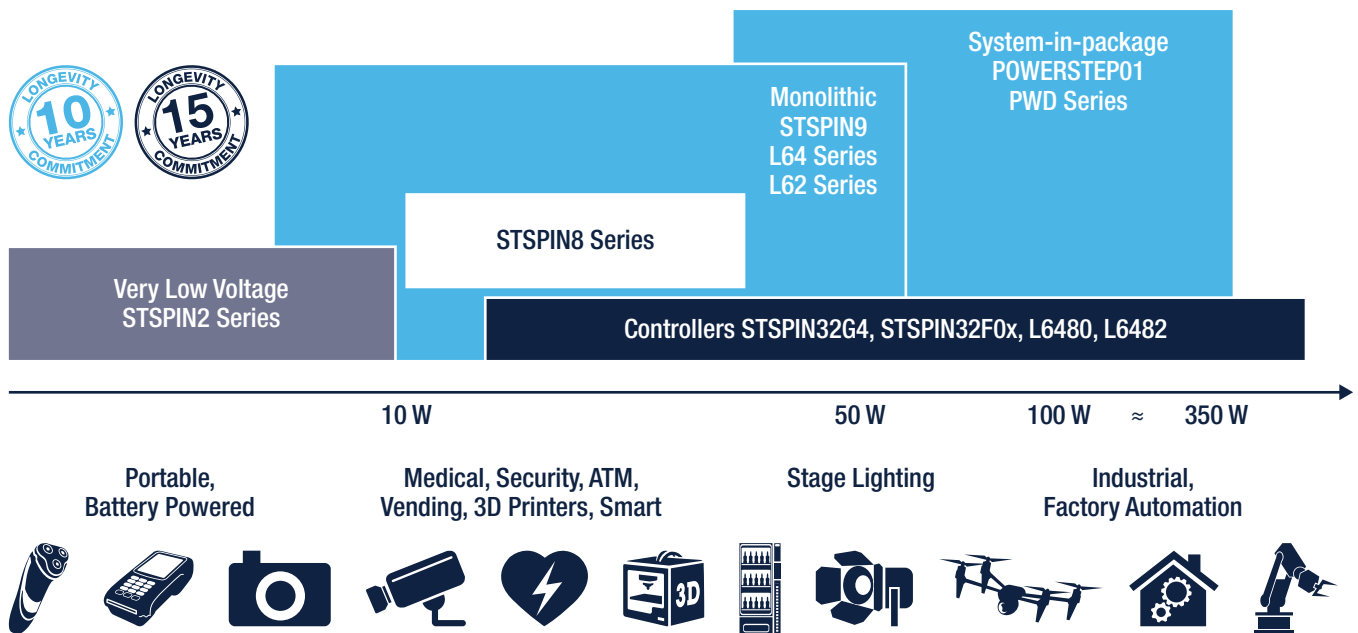 LONGEVITY
10
YEARS
COMMITMENT
LONGEVITY
15
YEARS
COMMITMENT
System-in-package
POWERSTEP01
PWD Series
Monolithic
STSPIN9
L64 Series
L62 Series
STSPIN8 Series
Very Low Voltage
STSPIN2 Series
Controllers STSPIN32G4, STSPIN32F0x, L6480, L6482
10 W
50 W
100 W ≈ 350 W
Portable,
Battery Powered
Medical, Security, ATM,
Vending, 3D Printers, Smart
Stage Lighting
Industrial,
Factory Automation
3D